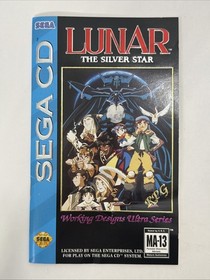 SEGA
LUNAR
THE SILVER STAR
SEGA CD
RPG
Working Designs Ultra Series
LICENSED BY SEGA ENTERPRISES, LTD.
FOR PLAY ON THE SEGA CD™ SYSTEM.
MA-13
SEGA